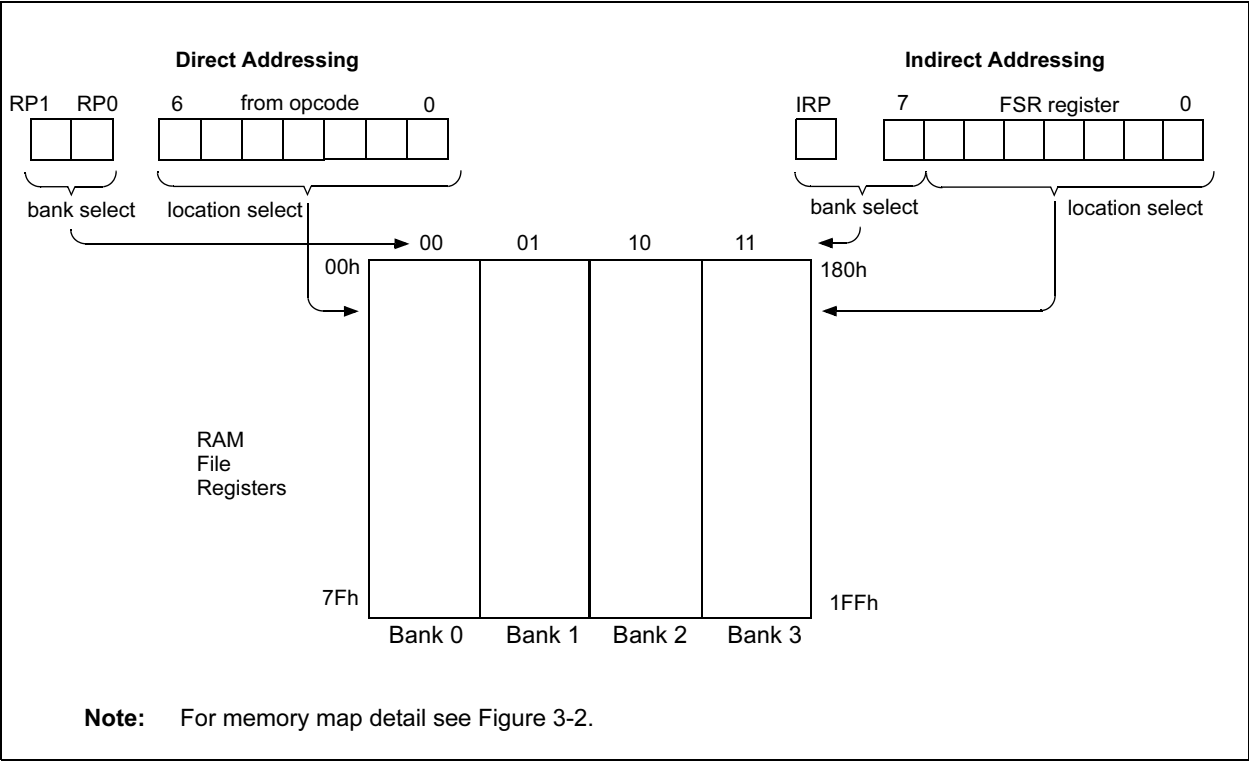 Direct Addressing
Indirect Addressing
RP1 RP0 6 from opcode 0
IRP 7 FSR register 0
bank select location select
bank select location select
00 01 10 11
00h 180h
RAM
File
Registers
7Fh 1FFh
Bank 0 Bank 1 Bank 2 Bank 3
Note: For memory map detail see Figure 3-2.